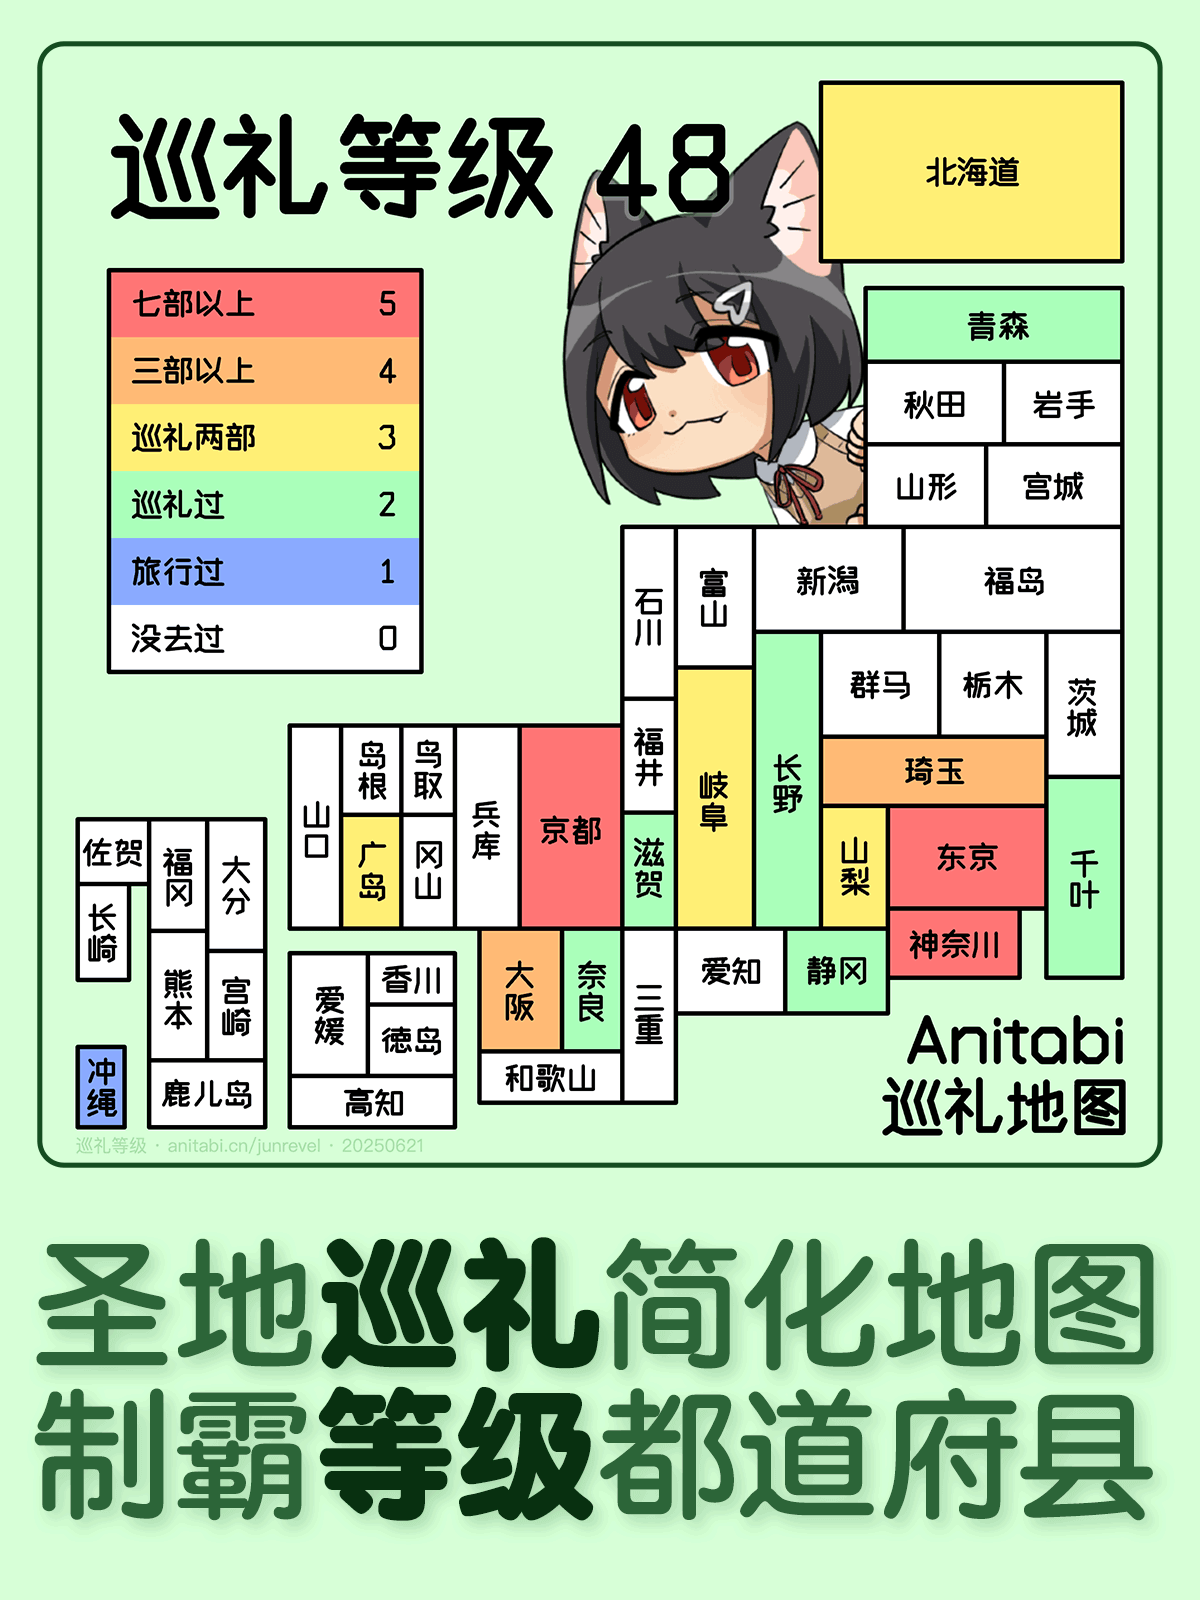 巡礼等级 48
七部以上 5
三部以上 4
巡礼两部 3
巡礼过 2
旅行过 1
没去过 0
北海道
青森
秋田 岩手
山形 宫城
石川 富山 新潟 福岛
群马 栃木 茨城
福井 岐阜 长野 琦玉
山口 岛根 鸟取 兵库 京都
广岛 冈山 滋贺 山梨 东京 千叶
佐贺 福冈 大分
长崎 熊本 宫崎
神奈川
大阪 奈良 三重 爱知 静冈
爱媛 香川
德岛
和歌山
冲绳 鹿儿岛 高知
Anitabi
巡礼地图
巡礼等级 · anitabi.cn/junrevel · 20250621
圣地巡礼简化地图
制霸等级都道府县